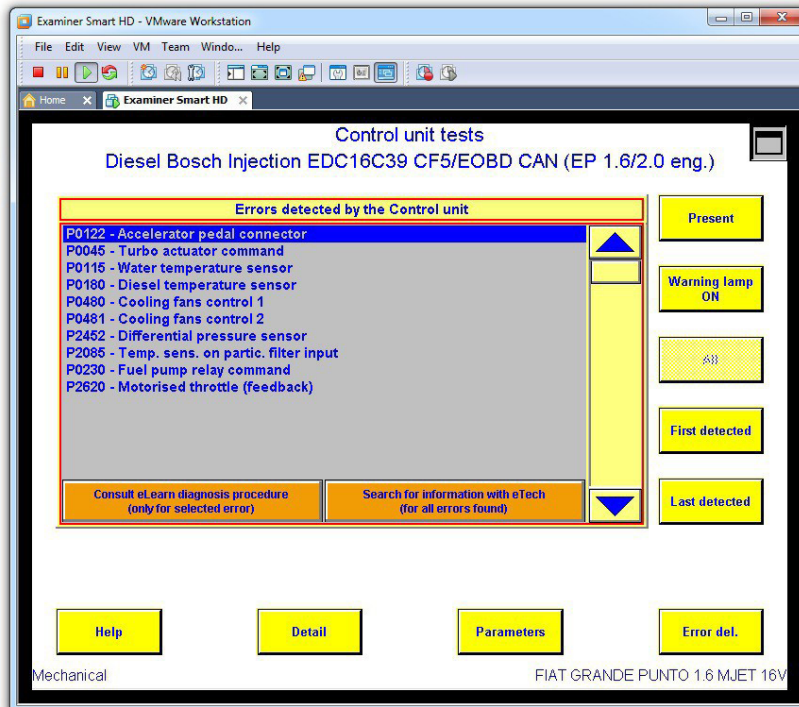 Examiner Smart HD - VMware Workstation
File Edit View VM Team Windo... Help
Home Examiner Smart HD
Control unit tests
Diesel Bosch Injection EDC16C39 CF5/EOBD CAN (EP 1.6/2.0 eng.)
Errors detected by the Control unit
P0122 - Accelerator pedal connector
P0045 - Turbo actuator command
P0115 - Water temperature sensor
P0180 - Diesel temperature sensor
P0480 - Cooling fans control 1
P0481 - Cooling fans control 2
P2452 - Differential pressure sensor
P2085 - Temp. sens. on partic. filter input
P0230 - Fuel pump relay command
P2620 - Motorised throttle (feedback)
Consult eLearn diagnosis procedure
(only for selected error)
Search for information with eTech
(for all errors found)
Present
Warning lamp
ON
All
First detected
Last detected
Help Detail Parameters Error del.
Mechanical FIAT GRANDE PUNTO 1.6 MJET 16V